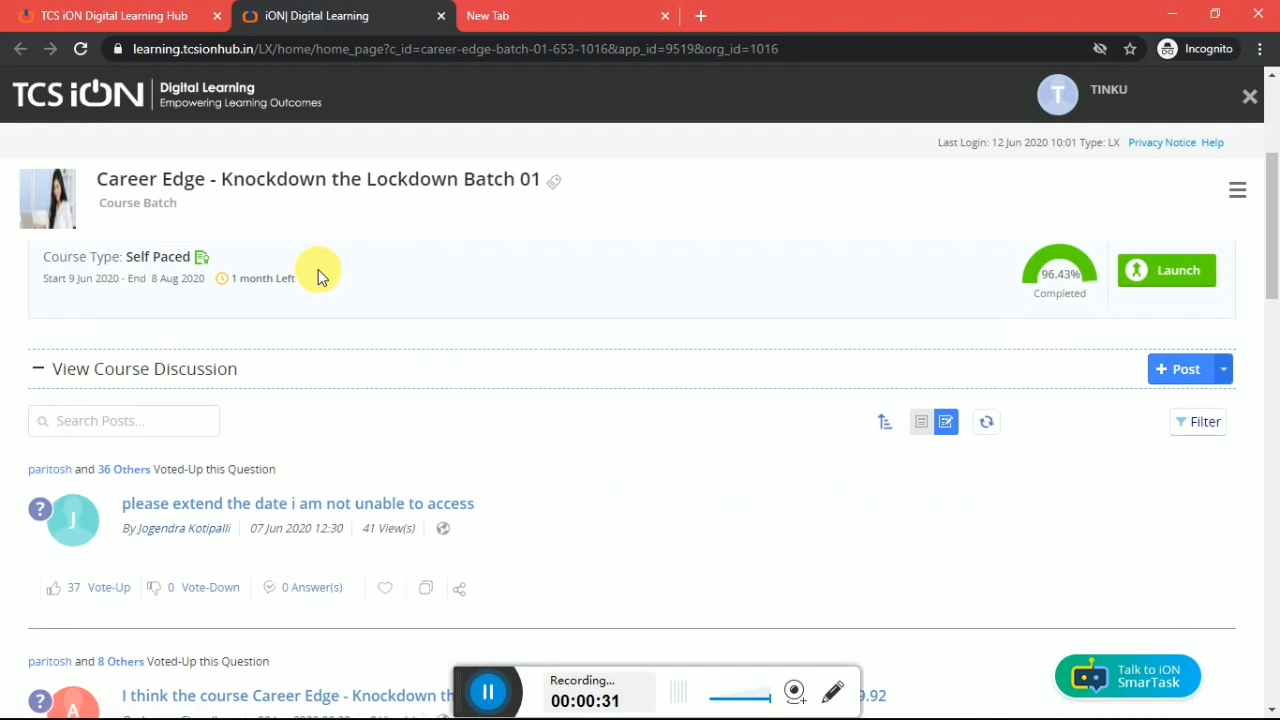 TCS iON Digital Learning Hub
iON| Digital Learning
New Tab
learning.tcsionhub.in/LX/home/home_page?c_id=career-edge-batch-01-653-1016&app_id=9519&org_id=1016
Incognito
TCS iON
Digital Learning
Empowering Learning Outcomes
T
TINKU
Last Login: 12 Jun 2020 10:01 Type: LX Privacy Notice Help
Career Edge - Knockdown the Lockdown Batch 01
Course Batch
Course Type: Self Paced
Start 9 Jun 2020 - End 8 Aug 2020 1 month Left
96.43%
Completed
Launch
View Course Discussion
+ Post
Search Posts...
Filter
paritosh and 36 Others Voted-Up this Question
? J
please extend the date i am not unable to access
By Jogendra Kotipalli 07 Jun 2020 12:30 41 View(s)
37 Vote-Up 0 Vote-Down 0 Answer(s)
paritosh and 8 Others Voted-Up this Question
? A
I think the course Career Edge - Knockdown th
9.92
Recording...
00:00:31
Talk to iON
SmarTask